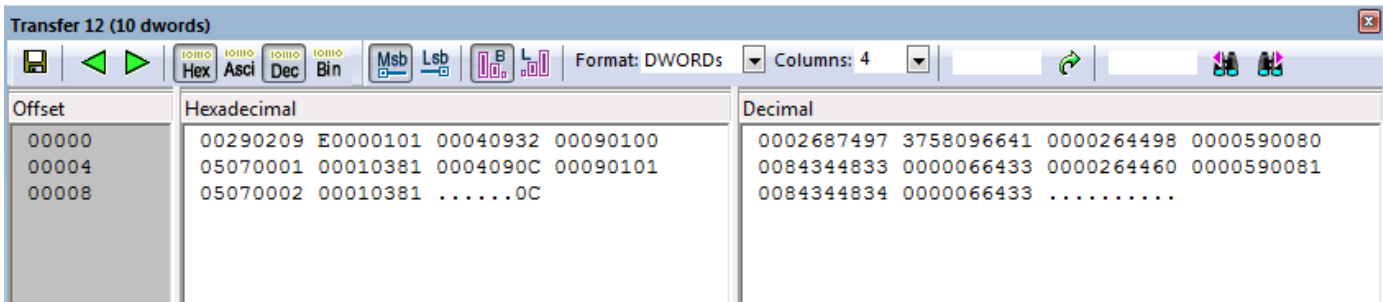 Transfer 12 (10 dwords)
Hex Asci Dec Bin Msb Lsb B L Format: DWORDs Columns: 4
Offset Hexadecimal Decimal
00000 00290209 E0000101 00040932 00090100 0002687497 3758096641 0000264498 0000590080
00004 05070001 00010381 0004090C 00090101 0084344833 0000066433 0000264460 0000590081
00008 05070002 00010381 ......0C 0084344834 0000066433 ..........